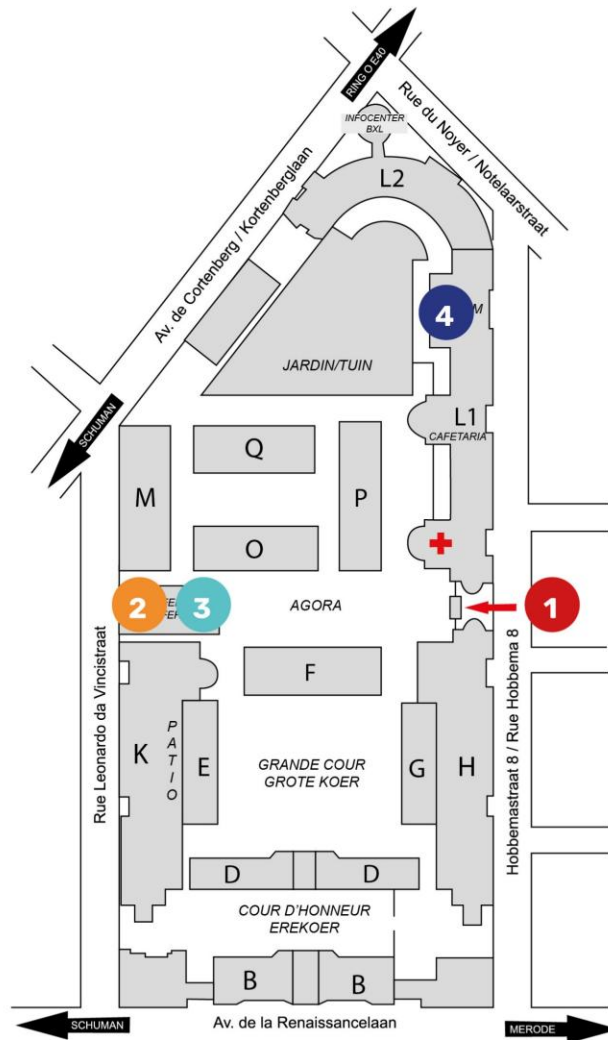 RING O E40
Rue du Noyer / Notelaarstraat
INFOCENTER
BXL
L2
Av. de Cortenberg / Kortenberglaan
4
M
JARDIN/TUIN
SCHUMAN
L1
CAFETARIA
Q
M
P
O
2
3
AGORA
1
F
Rue Leonardo da Vincistraat
K
PATIO
E
GRANDE COUR
GROTE KOER
G
H
Hobbemastraat 8 / Rue Hobbema 8
D
D
COUR D'HONNEUR
EREKOER
B
B
SCHUMAN
Av. de la Renaissancelaan
MERODE